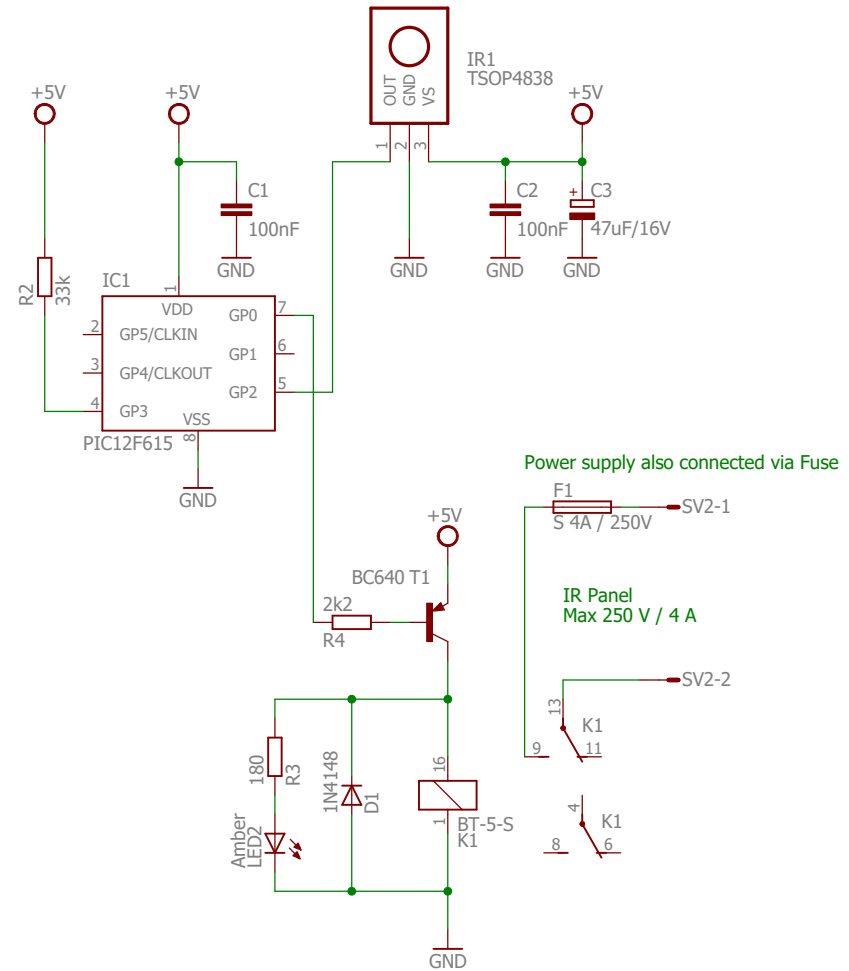 IR1
TSOP4838
OUT
GND
VS
1
2
3
+5V
+5V
+5V
C1
100nF
GND
GND
C2
100nF
GND
+
C3
47uF/16V
GND
R2
33k
IC1
1
VDD
2
GP5/CLKIN
3
GP4/CLKOUT
4
GP3
GP0
7
GP1
6
GP2
5
VSS
8
PIC12F615
GND
Power supply also connected via Fuse
F1
S 4A / 250V
SV2-1
+5V
BC640 T1
2k2
R4
IR Panel
Max 250 V / 4 A
SV2-2
13
K1
9
11
4
K1
8
6
180
R3
1N4148
D1
16
1
BT-5-S
K1
Amber
LED2
GND